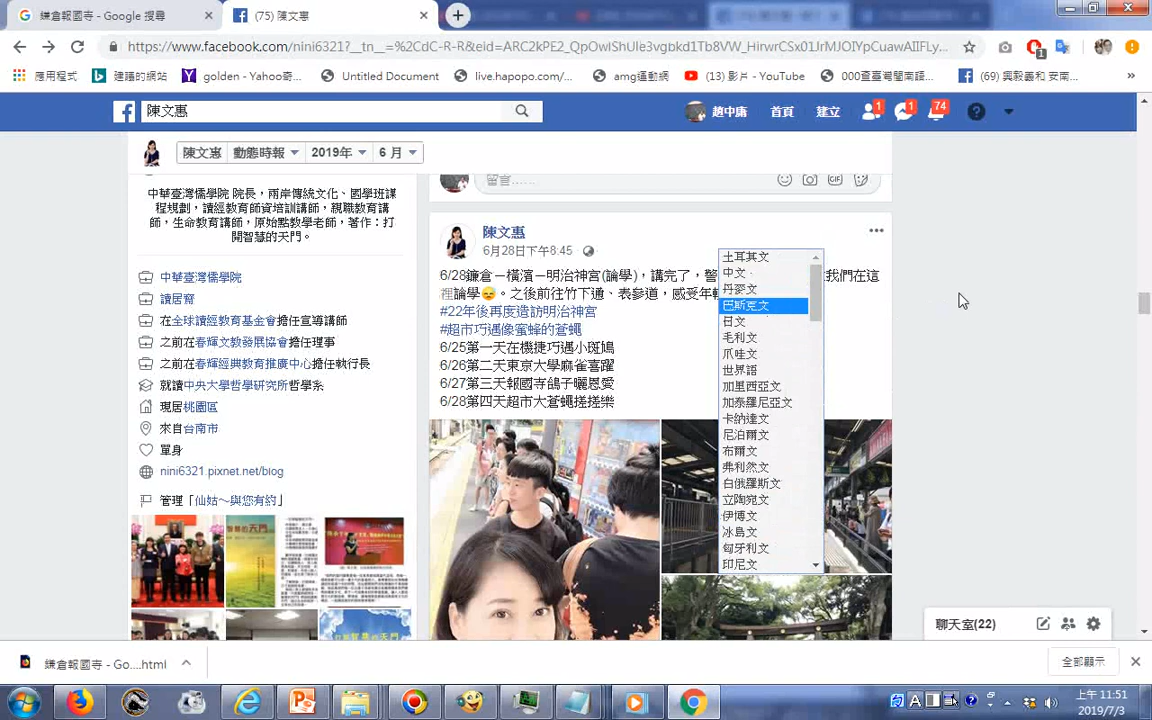 鎌倉報國寺 - Google 搜尋
(75) 陳文惠
https://www.facebook.com/nini6321?__tn__=%2CdC-R-R&eid=ARC2kPE2_QpOwIShUle3vgbkd1Tb8VW_HirwrCSx01JrMJOIYpCuawAIIFLy...
應用程式
建議的網站
golden - Yahoo奇...
Untitled Document
live.hapopo.com/...
amg運動網
(13) 影片 - YouTube
000查臺灣閩南語...
(69) 興毅義和 安南...
陳文惠
趙中庸
首頁
建立
1
1
74
陳文惠
動態時報
2019年
6 月
中華臺灣儒學院 院長，兩岸傳統文化、國學班課
程規劃，讀經教育師資培訓講師，親職教育講
師，生命教育講師，原始點教學老師，著作：打
開智慧的天門。
中華臺灣儒學院
讀居齋
在全球讀經教育基金會擔任宣導講師
之前在春輝文教發展協會擔任理事
之前在春輝經典教育推廣中心擔任執行長
就讀中央大學哲學研究所哲學系
現居桃園區
來自台南市
單身
nini6321.pixnet.net/blog
管理「仙姑～與您有約」
留言......
陳文惠
6月28日下午8:45
6/28鎌倉－橫濱－明治神宮(論學)，講完了，
我們在這
裡論學。之後前往竹下通、表參道，感受年
#22年後再度造訪明治神宮
#超市巧遇像蜜蜂的蒼蠅
6/25第一天在機捷巧遇小斑鳩
6/26第二天東京大學麻雀喜躍
6/27第三天報國寺鴿子曬恩愛
6/28第四天超市大蒼蠅搓搓樂
土耳其文
中文
丹麥文
巴斯克文
日文
毛利文
爪哇文
世界語
加里西亞文
加泰羅尼亞文
卡納達文
尼泊爾文
布爾文
弗利然文
白俄羅斯文
立陶宛文
伊博文
冰島文
匈牙利文
印尼文
聊天室(22)
鎌倉報國寺 - Go....html
全部顯示
上午 11:51
2019/7/3